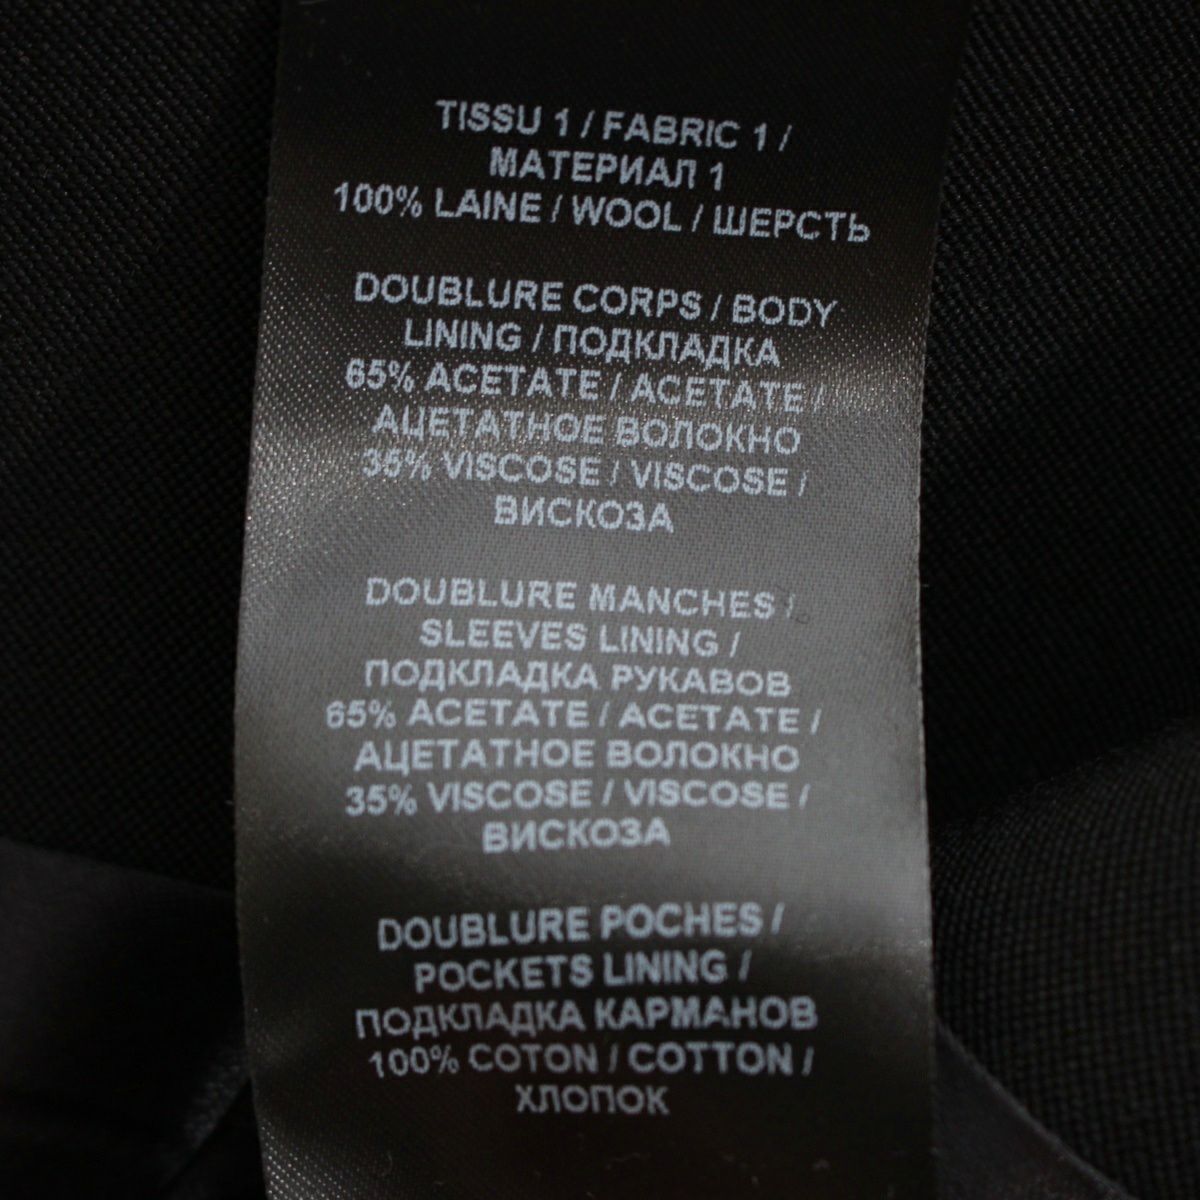 TISSU 1 / FABRIC 1 /
МАТЕРИАЛ 1
100% LAINE / WOOL / ШЕРСТЬ
DOUBLURE CORPS / BODY
LINING / ПОДКЛАДКА
65% ACETATE / ACETATE /
АЦЕТАТНОЕ ВОЛОКНО
35% VISCOSE / VISCOSE /
ВИСКОЗА
DOUBLURE MANCHES /
SLEEVES LINING /
ПОДКЛАДКА РУКАВОВ
65% ACETATE / ACETATE /
АЦЕТАТНОЕ ВОЛОКНО
35% VISCOSE / VISCOSE /
ВИСКОЗА
DOUBLURE POCHES /
POCKETS LINING /
ПОДКЛАДКА КАРМАНОВ
100% COTON / COTTON /
ХЛОПОК